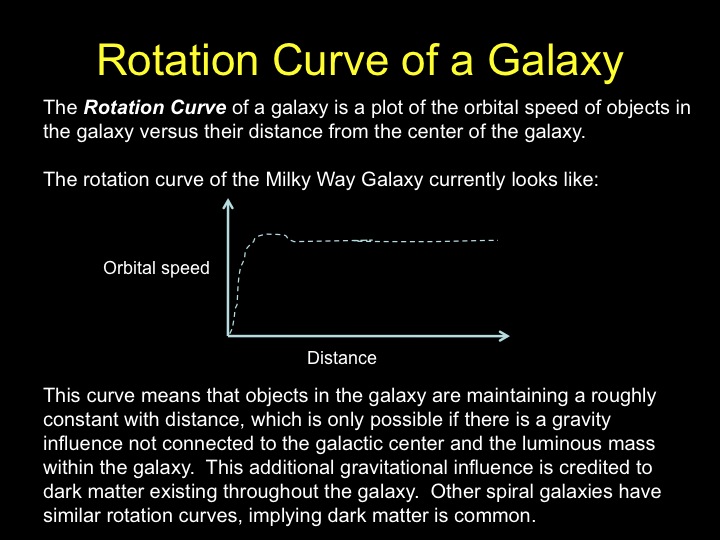 Rotation Curve of a Galaxy
The Rotation Curve of a galaxy is a plot of the orbital speed of objects in
the galaxy versus their distance from the center of the galaxy.
The rotation curve of the Milky Way Galaxy currently looks like:
Orbital speed
Distance
This curve means that objects in the galaxy are maintaining a roughly
constant with distance, which is only possible if there is a gravity
influence not connected to the galactic center and the luminous mass
within the galaxy.  This additional gravitational influence is credited to
dark matter existing throughout the galaxy.  Other spiral galaxies have
similar rotation curves, implying dark matter is common.